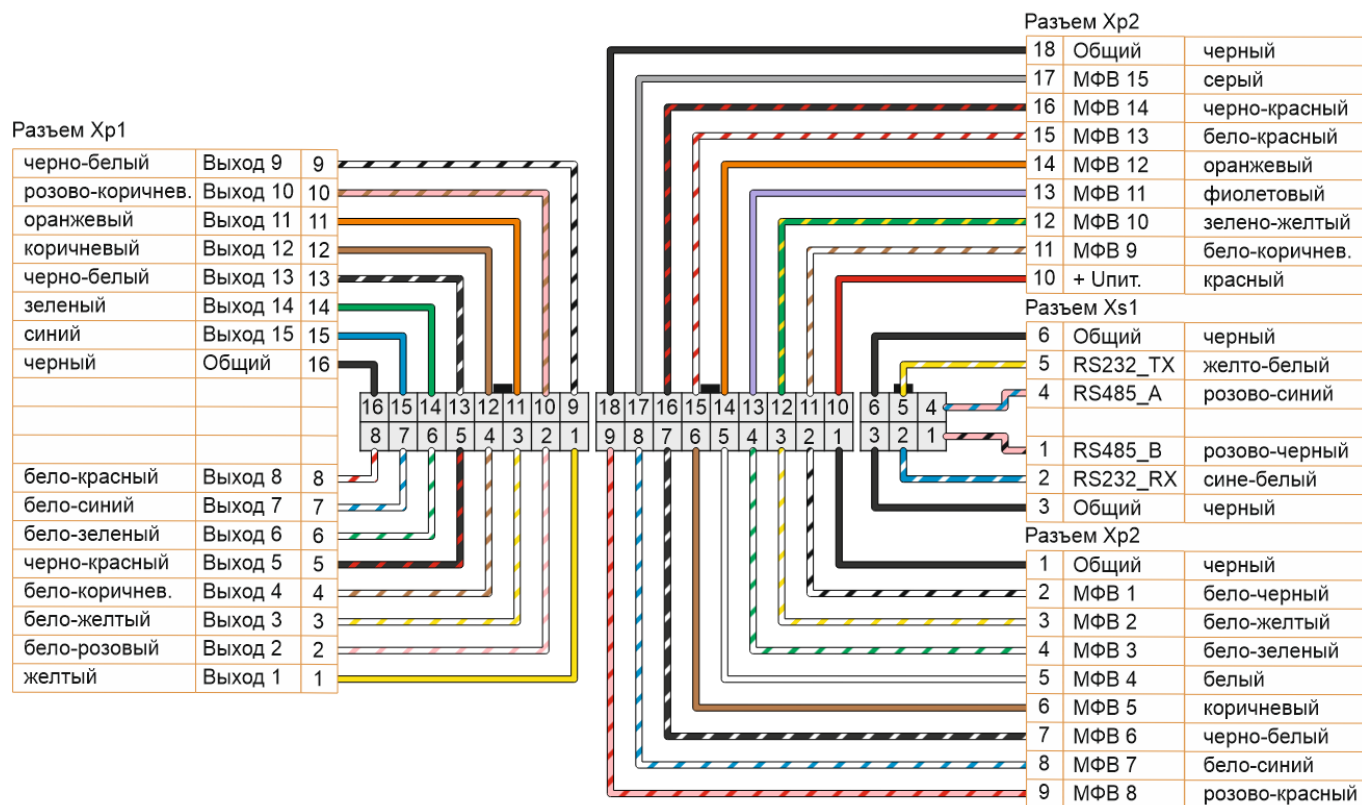 Разъем Xp1
черно-белый Выход 9 9
розово-коричнев. Выход 10 10
оранжевый Выход 11 11
коричневый Выход 12 12
черно-белый Выход 13 13
зеленый Выход 14 14
синий Выход 15 15
черный Общий 16
бело-красный Выход 8 8
бело-синий Выход 7 7
бело-зеленый Выход 6 6
черно-красный Выход 5 5
бело-коричнев. Выход 4 4
бело-желтый Выход 3 3
бело-розовый Выход 2 2
желтый Выход 1 1
16 15 14 13 12 11 10 9
8 7 6 5 4 3 2 1
18 17 16 15 14 13 12 11 10
9 8 7 6 5 4 3 2 1
6 5 4
3 2 1
Разъем Xp2
18 Общий черный
17 МФВ 15 серый
16 МФВ 14 черно-красный
15 МФВ 13 бело-красный
14 МФВ 12 оранжевый
13 МФВ 11 фиолетовый
12 МФВ 10 зелено-желтый
11 МФВ 9 бело-коричнев.
10 + Uпит. красный
Разъем Xs1
6 Общий черный
5 RS232_TX желто-белый
4 RS485_A розово-синий
1 RS485_B розово-черный
2 RS232_RX сине-белый
3 Общий черный
Разъем Xp2
1 Общий черный
2 МФВ 1 бело-черный
3 МФВ 2 бело-желтый
4 МФВ 3 бело-зеленый
5 МФВ 4 белый
6 МФВ 5 коричневый
7 МФВ 6 черно-белый
8 МФВ 7 бело-синий
9 МФВ 8 розово-красный